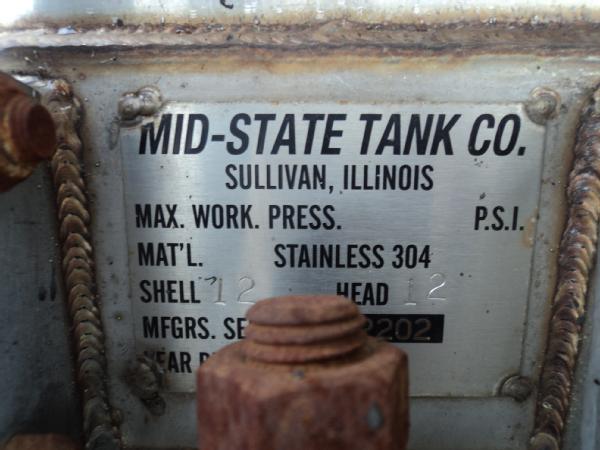 MID-STATE TANK CO.
SULLIVAN, ILLINOIS
MAX. WORK. PRESS. P.S.I.
MAT'L. STAINLESS 304
SHELL 12 HEAD 12
MFGRS. SE 2202
YEAR